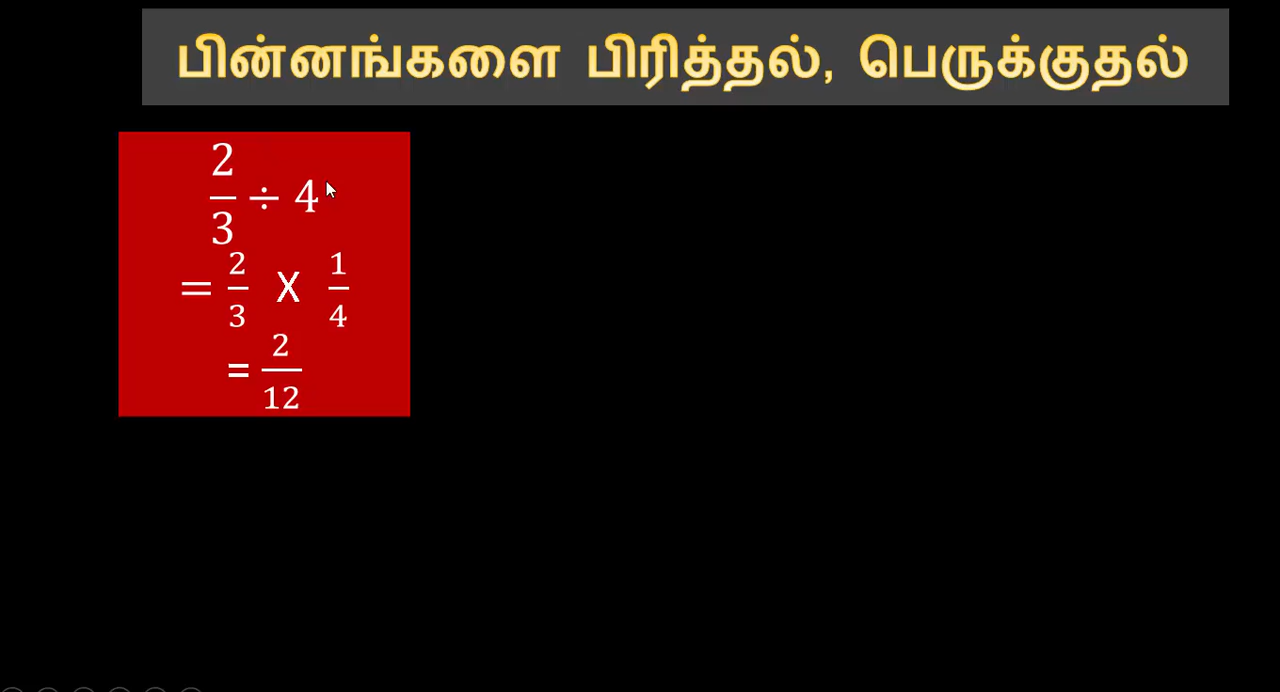 பின்னங்களை பிரித்தல், பெருக்குதல்
2/3 ÷ 4
= 2/3 X 1/4
= 2/12